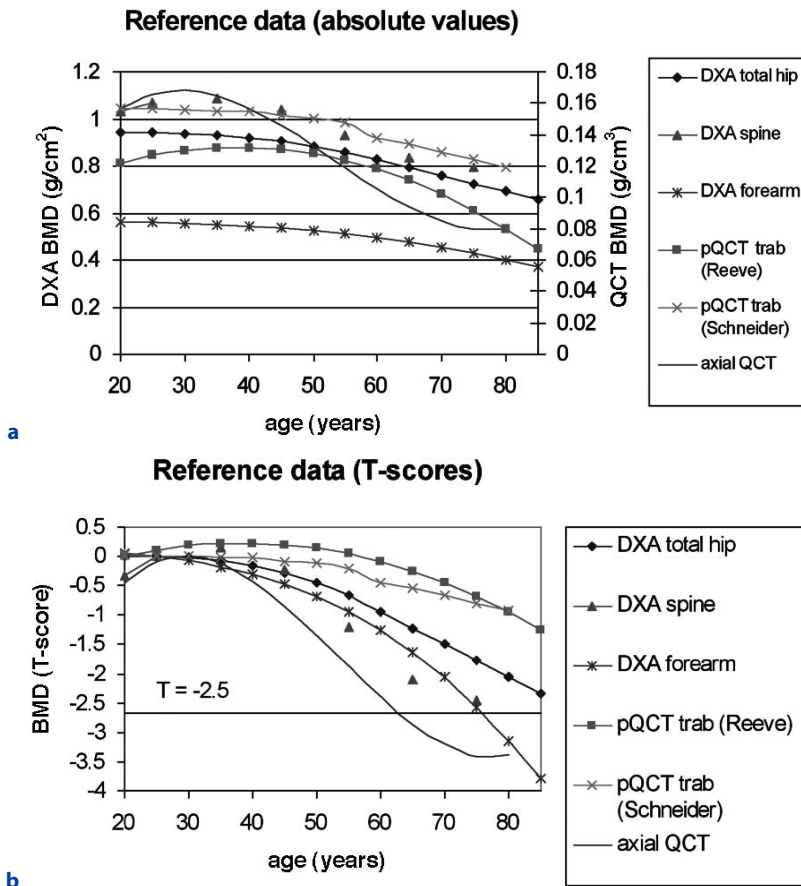 Reference data (absolute values)
DXA BMD (g/cm²)
1.2
1
0.8
0.6
0.4
0.2
0
0.18
0.16
0.14
0.12
0.1
0.08
0.06
0.04
0.02
0
QCT BMD (g/cm³)
20 30 40 50 60 70 80
age (years)
DXA total hip
DXA spine
DXA forearm
pQCT trab
(Reeve)
pQCT trab
(Schneider)
axial QCT
a
Reference data (T-scores)
BMD (T-score)
0.5
0
-0.5
-1
-1.5
-2
-2.5
-3
-3.5
-4
T = -2.5
20 30 40 50 60 70 80
age (years)
DXA total hip
DXA spine
DXA forearm
pQCT trab (Reeve)
pQCT trab
(Schneider)
axial QCT
b